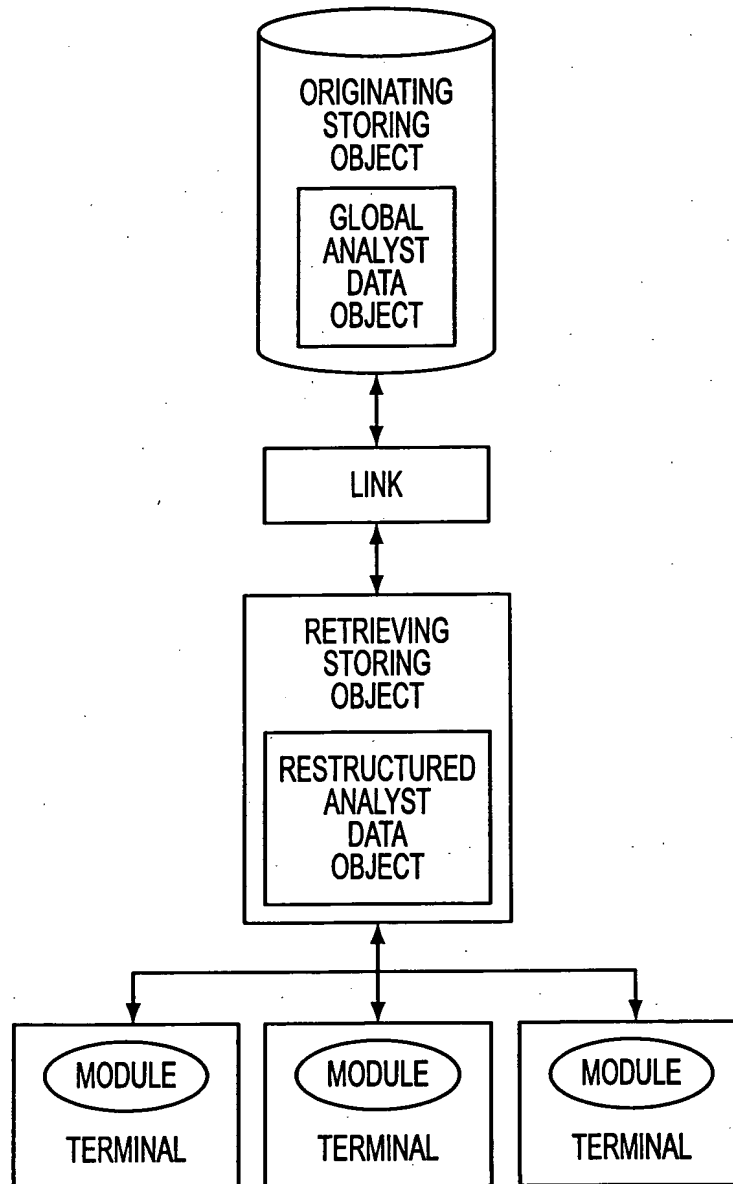 ORIGINATING
STORING
OBJECT
GLOBAL
ANALYST
DATA
OBJECT
LINK
RETRIEVING
STORING
OBJECT
RESTRUCTURED
ANALYST
DATA
OBJECT
MODULE
TERMINAL
MODULE
TERMINAL
MODULE
TERMINAL